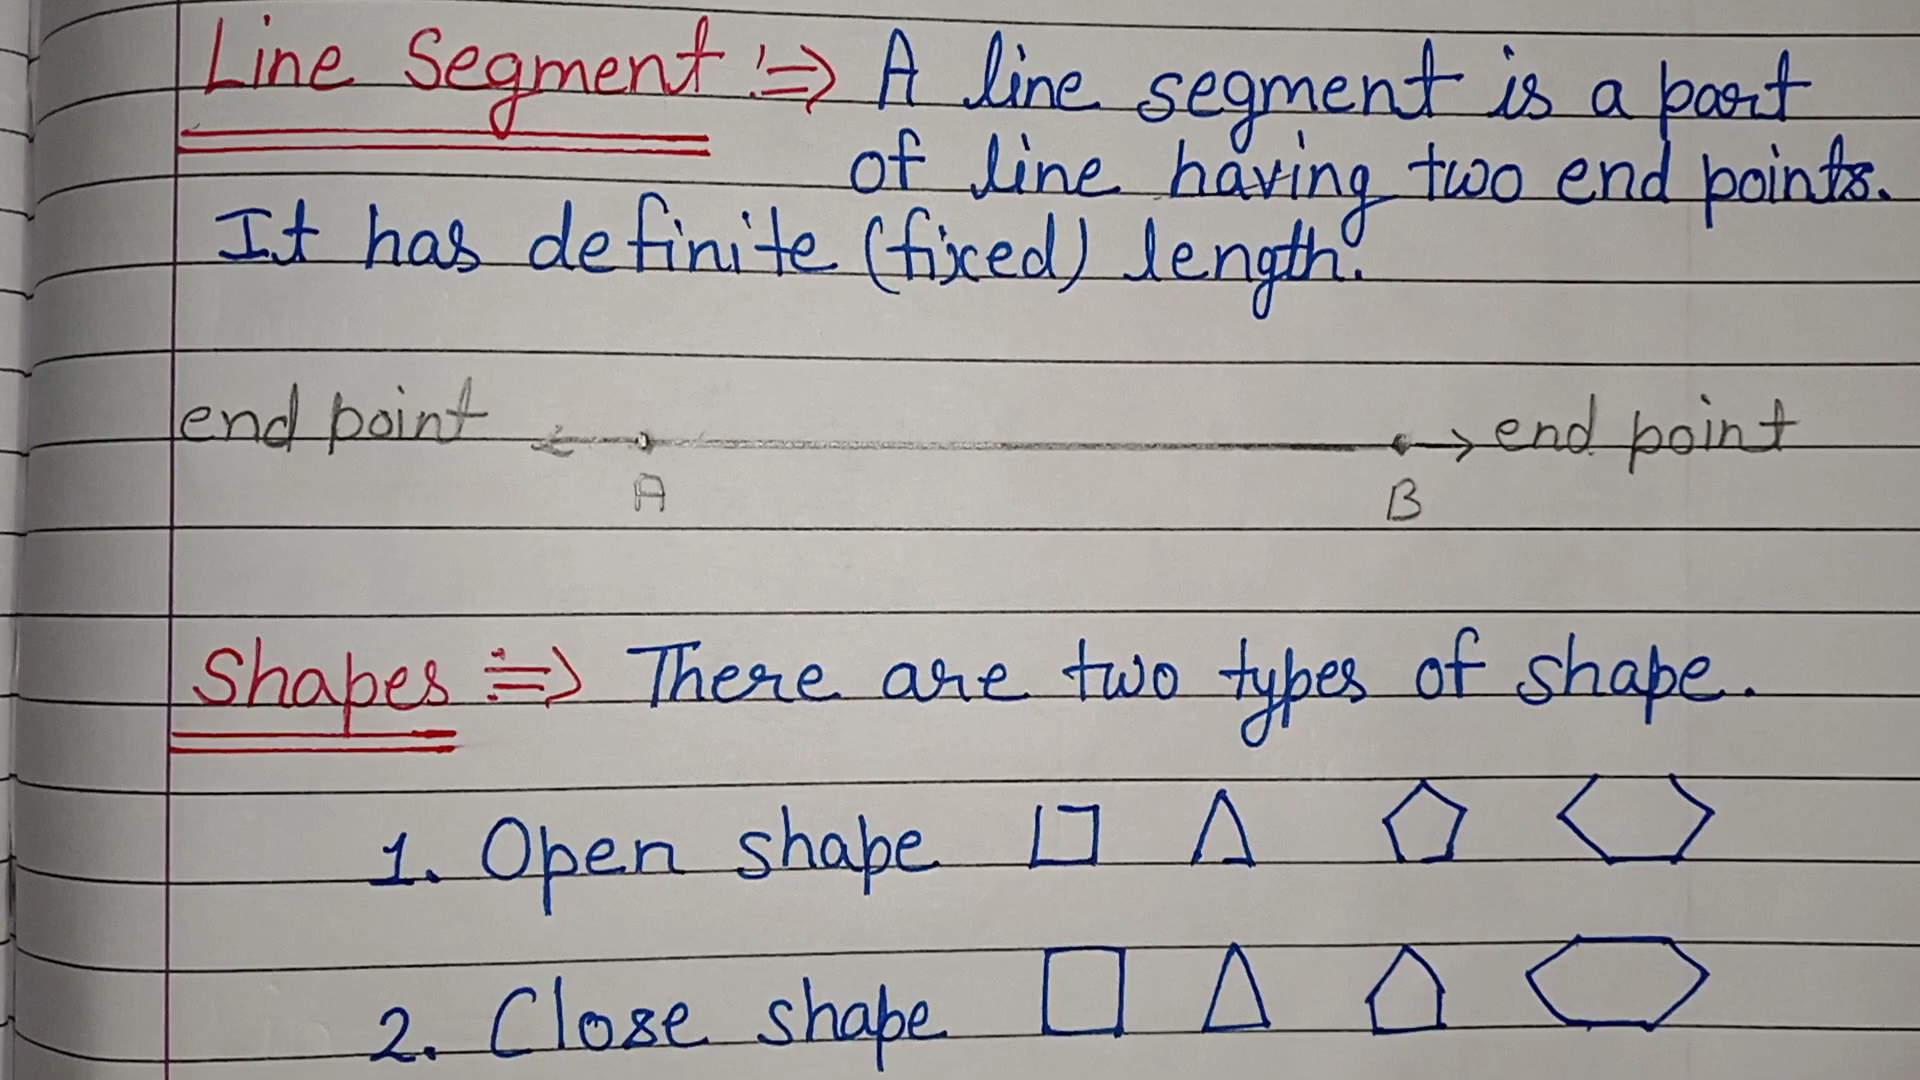 Line Segment :⇒ A line segment is a part
of line having two end points.
It has definite (fixed) length.
end point end point
A B
Shapes :⇒ There are two types of shape.
1. Open shape
2. Close shape